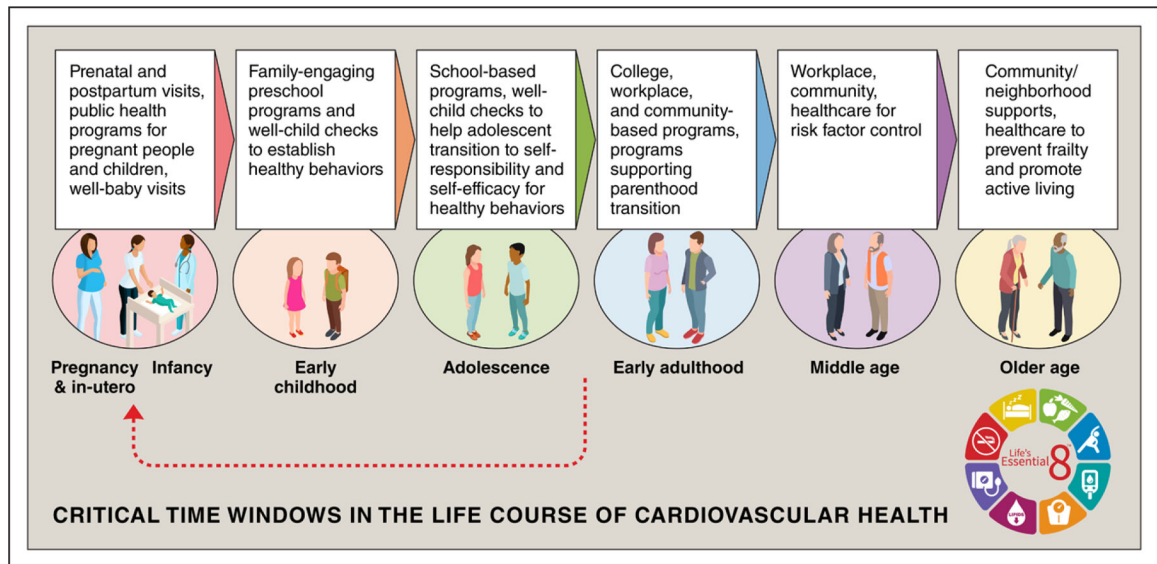 Prenatal and
postpartum visits,
public health
programs for
pregnant people
and children,
well-baby visits
Family-engaging
preschool
programs and
well-child checks
to establish
healthy behaviors
School-based
programs, well-
child checks to
help adolescent
transition to self-
responsibility and
self-efficacy for
healthy behaviors
College,
workplace,
and community-
based programs,
programs
supporting
parenthood
transition
Workplace,
community,
healthcare for
risk factor control
Community/
neighborhood
supports,
healthcare to
prevent frailty
and promote
active living
Pregnancy
& in-utero
Infancy
Early
childhood
Adolescence
Early adulthood
Middle age
Older age
Life's
Essential 8™
LIPIDS
CRITICAL TIME WINDOWS IN THE LIFE COURSE OF CARDIOVASCULAR HEALTH